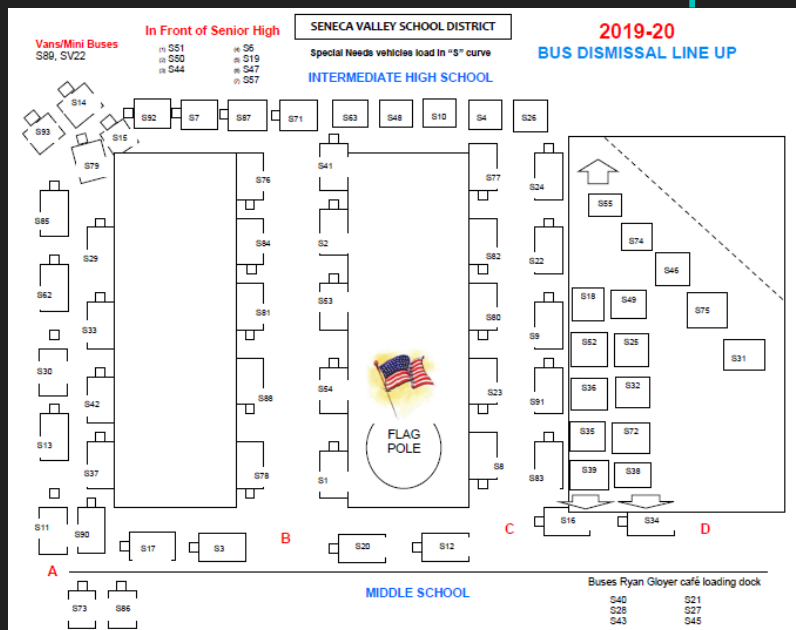 SENECA VALLEY SCHOOL DISTRICT
2019-20
BUS DISMISSAL LINE UP
In Front of Senior High
Vans/Mini Buses
S89, SV22
(1) S51
(2) S50
(3) S44
(4) S6
(5) S19
(6) S47
(7) S57
Special Needs vehicles load in "S" curve
INTERMEDIATE HIGH SCHOOL
S14
S93
S15
S79
S92
S7
S87
S71
S63
S48
S10
S4
S26
S76
S41
S77
S24
S55
S85
S29
S84
S2
S82
S22
S74
S46
S62
S33
S81
S53
S80
S9
S18
S49
S75
S52
S25
S31
S30
S42
S88
S54
S23
S91
S36
S32
FLAG
POLE
S13
S37
S78
S1
S8
S83
S35
S72
S39
S38
S11
S90
S17
S3
B
S20
S12
C
S16
S34
D
A
MIDDLE SCHOOL
S73
S86
Buses Ryan Gloyer café loading dock
S40
S28
S43
S21
S27
S45